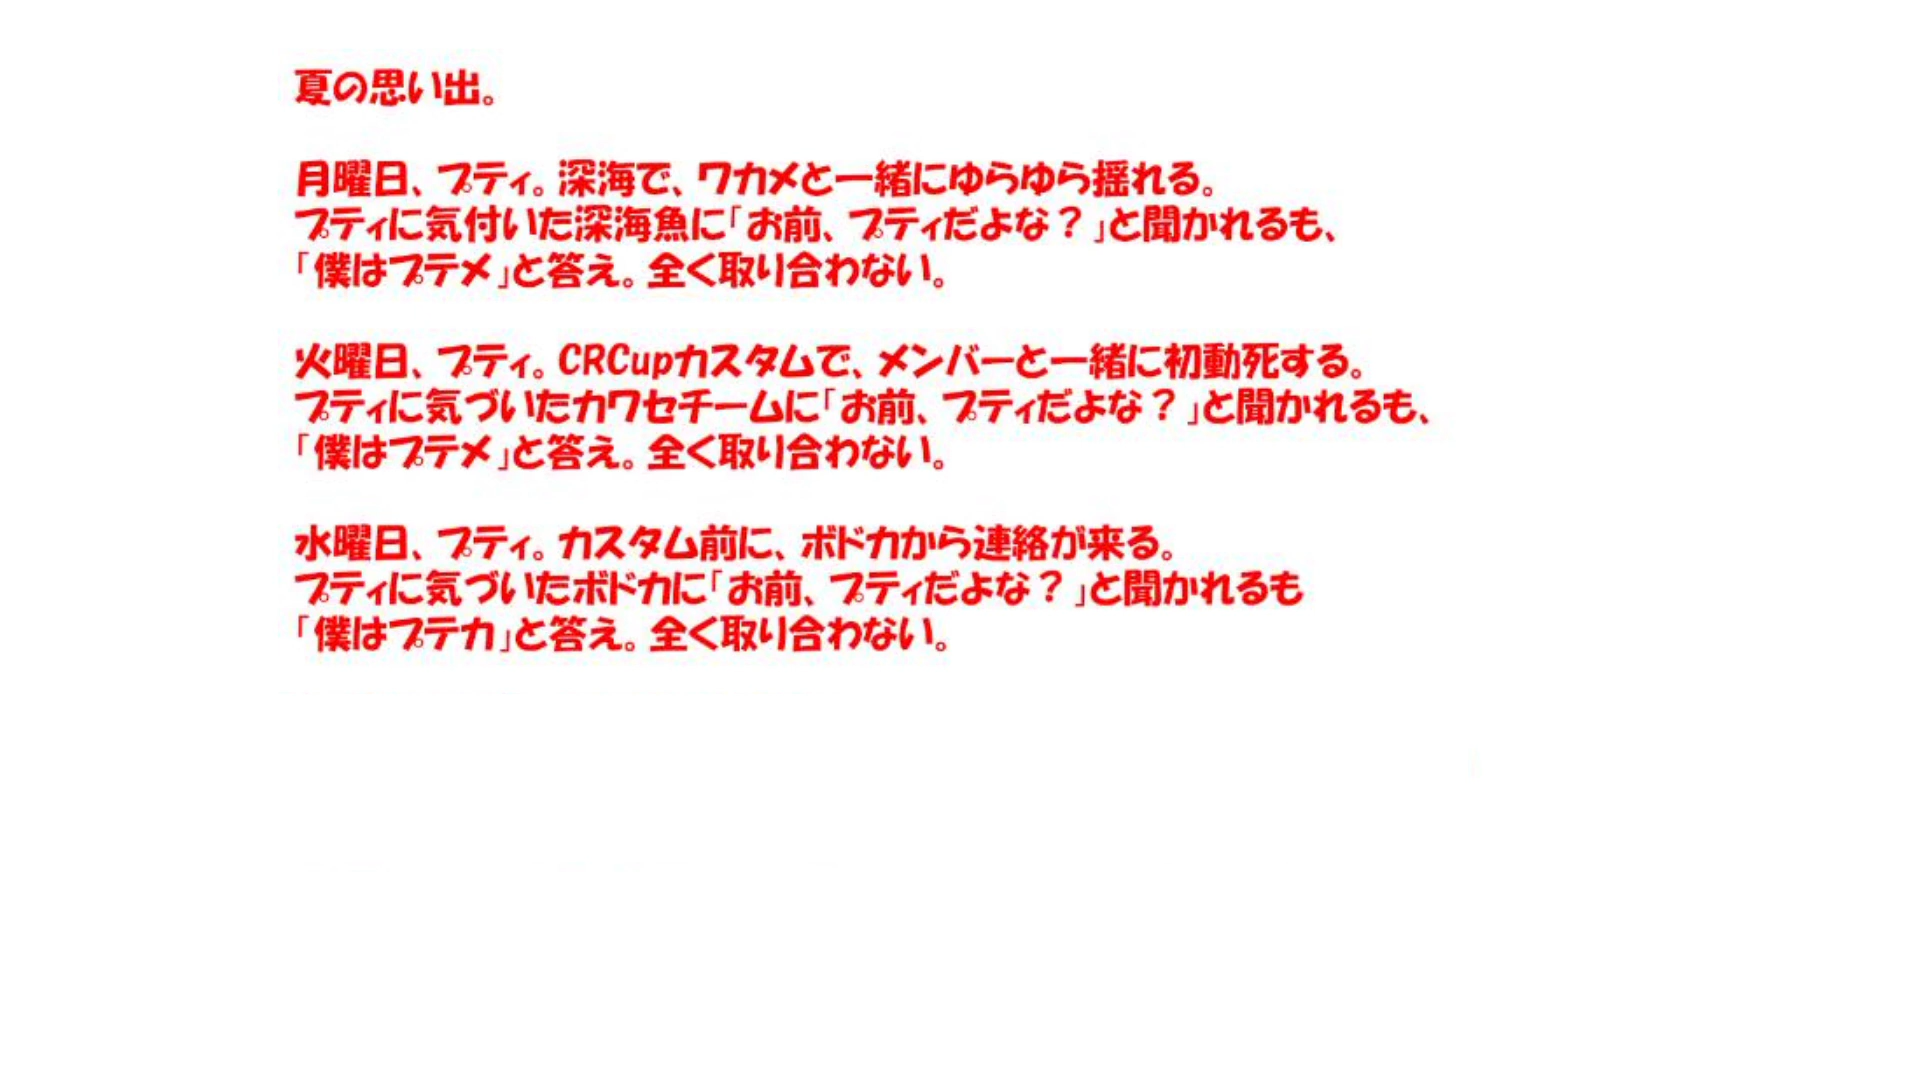 夏の思い出。
月曜日、プティ。深海で、ワカメと一緒にゆらゆら揺れる。
プティに気付いた深海魚に「お前、プティだよな？」と聞かれるも、
「僕はプテメ」と答え。全く取り合わない。
火曜日、プティ。CRCupカスタムで、メンバーと一緒に初動死する。
プティに気づいたカワセチームに「お前、プティだよな？」と聞かれるも、
「僕はプテメ」と答え。全く取り合わない。
水曜日、プティ。カスタム前に、ボドカから連絡が来る。
プティに気づいたボドカに「お前、プティだよな？」と聞かれるも
「僕はプテカ」と答え。全く取り合わない。